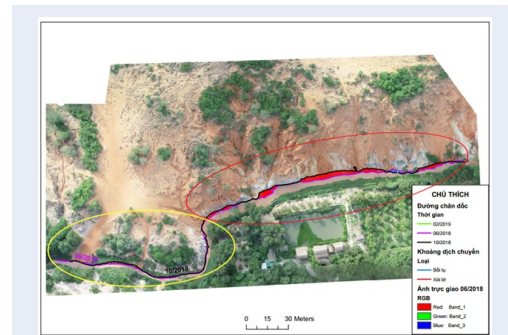 06/2018
10/2018
CHÚ THÍCH
Đường chân dốc
Thời gian
02/2019
06/2018
10/2018
Khoảng dịch chuyển
Loại
Bồi tụ
Xói lở
Ảnh trực giao 06/2018
RGB
Red: Band_1
Green: Band_2
Blue: Band_3
0 15 30 Meters